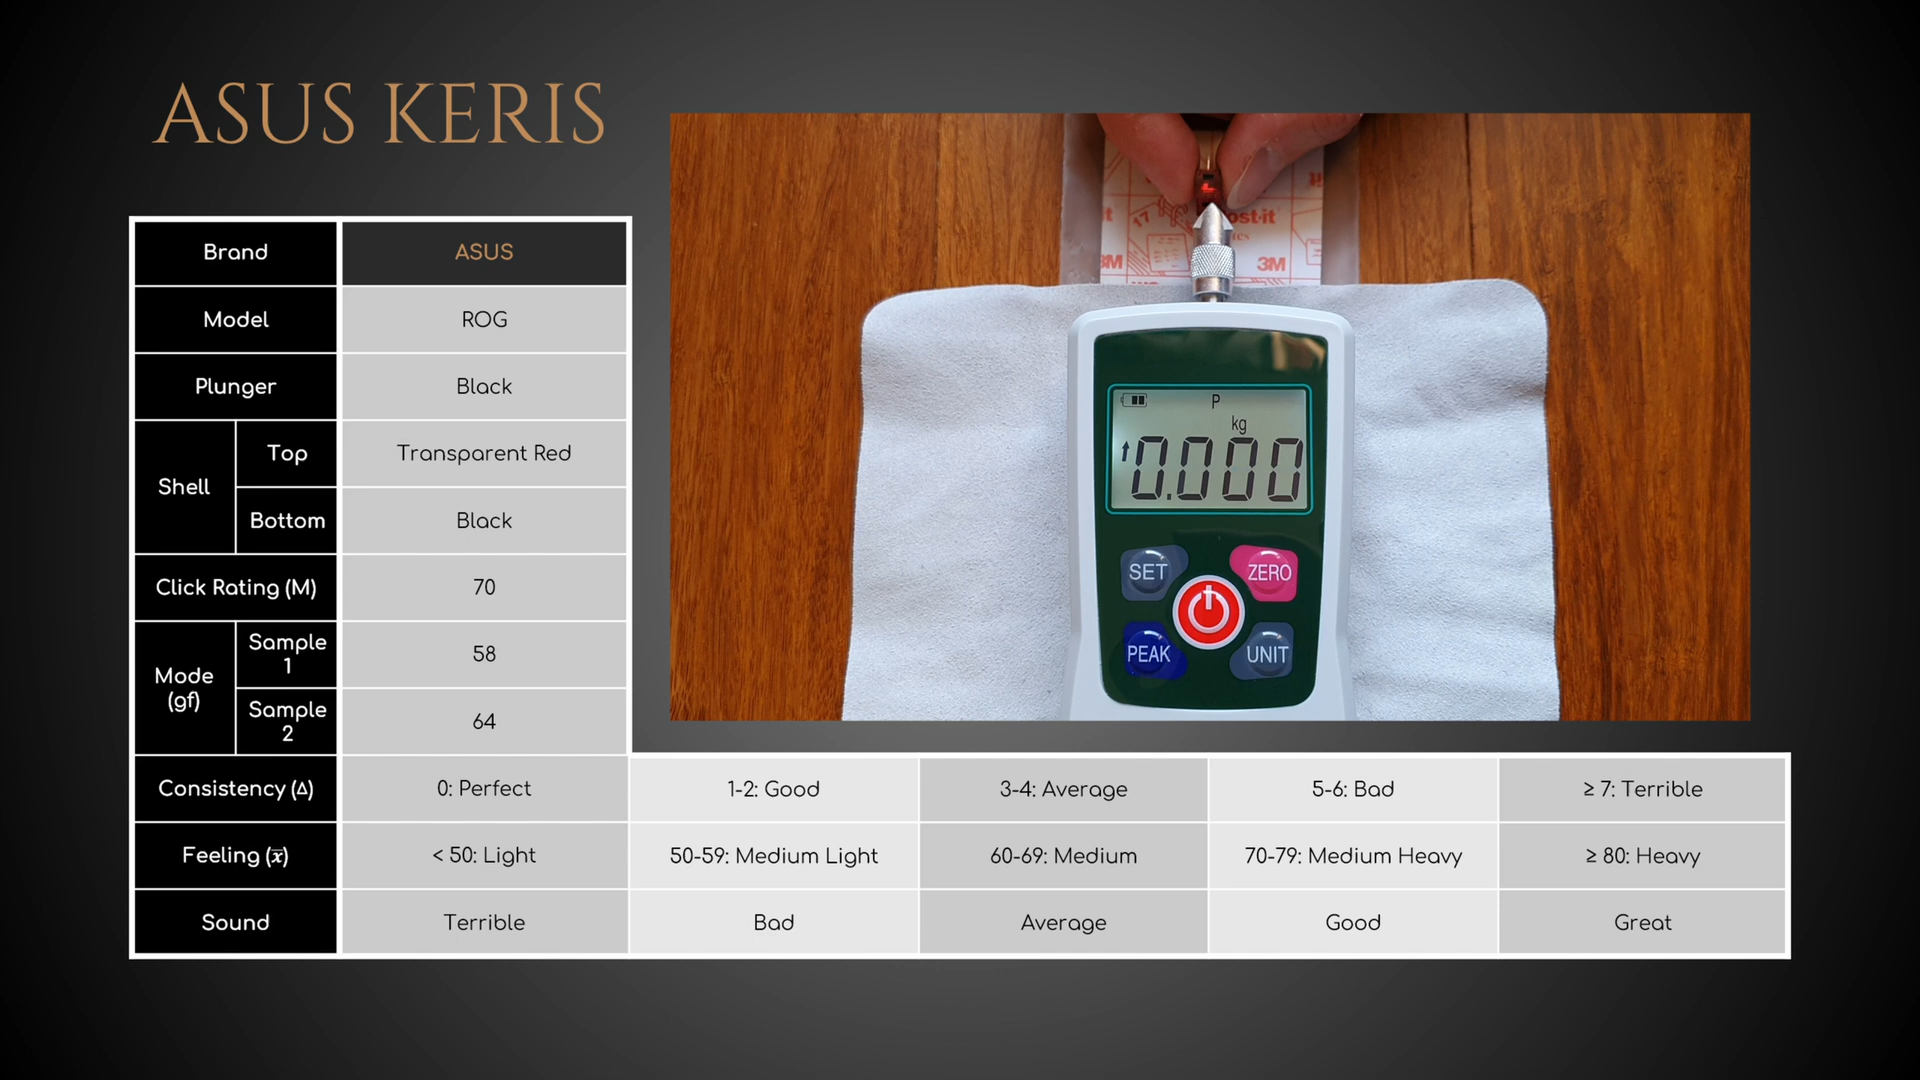 ASUS KERIS
Brand
ASUS
Model
ROG
Plunger
Black
Shell
Top
Transparent Red
Bottom
Black
Click Rating (M)
70
Mode
(gf)
Sample
1
58
Sample
2
64
Consistency (Δ)
0: Perfect
1-2: Good
3-4: Average
5-6: Bad
≥ 7: Terrible
Feeling (x̅)
< 50: Light
50-59: Medium Light
60-69: Medium
70-79: Medium Heavy
≥ 80: Heavy
Sound
Terrible
Bad
Average
Good
Great
17
3M
3M
P
kg
0.000
SET
ZERO
PEAK
UNIT